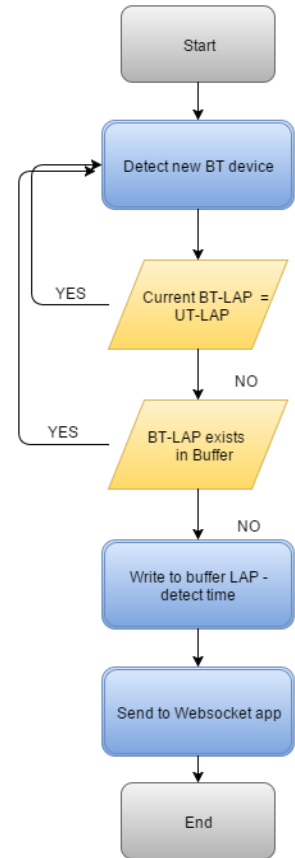 Start
Detect new BT device
Current BT-LAP =
UT-LAP
YES
NO
BT-LAP exists
in Buffer
YES
NO
Write to buffer LAP -
detect time
Send to Websocket app
End